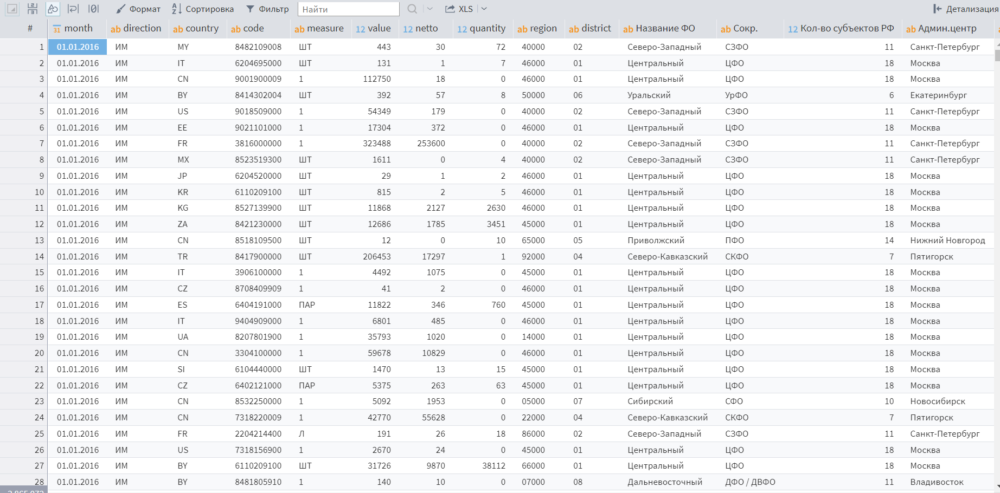 Формат Сортировка Фильтр Найти XLS Детализация
# month direction country code measure value netto quantity region district Название ФО Сокр. Кол-во субъектов РФ Админ.центр
1 01.01.2016 ИМ MY 8482109008 ШТ 443 30 72 40000 02 Северо-Западный СЗФО 11 Санкт-Петербург
2 01.01.2016 ИМ IT 6204695000 ШТ 131 1 7 46000 01 Центральный ЦФО 18 Москва
3 01.01.2016 ИМ CN 9001900009 1 112750 18 0 46000 01 Центральный ЦФО 18 Москва
4 01.01.2016 ИМ BY 8414302004 ШТ 392 57 8 50000 06 Уральский УрФО 6 Екатеринбург
5 01.01.2016 ИМ US 9018509000 1 54349 179 0 40000 02 Северо-Западный СЗФО 11 Санкт-Петербург
6 01.01.2016 ИМ EE 9021101000 1 17304 372 0 46000 01 Центральный ЦФО 18 Москва
7 01.01.2016 ИМ FR 3816000000 1 323488 253600 0 40000 02 Северо-Западный СЗФО 11 Санкт-Петербург
8 01.01.2016 ИМ MX 8523519300 ШТ 1611 0 4 40000 02 Северо-Западный СЗФО 11 Санкт-Петербург
9 01.01.2016 ИМ JP 6204520000 ШТ 29 1 2 46000 01 Центральный ЦФО 18 Москва
10 01.01.2016 ИМ KR 6110209100 ШТ 815 2 5 46000 01 Центральный ЦФО 18 Москва
11 01.01.2016 ИМ KG 8527139900 ШТ 11868 2127 2630 46000 01 Центральный ЦФО 18 Москва
12 01.01.2016 ИМ ZA 8421230000 ШТ 12686 1785 3451 45000 01 Центральный ЦФО 18 Москва
13 01.01.2016 ИМ CN 8518109500 ШТ 12 0 10 65000 05 Приволжский ПФО 14 Нижний Новгород
14 01.01.2016 ИМ TR 8417900000 ШТ 206453 17297 1 92000 04 Северо-Кавказский СКФО 7 Пятигорск
15 01.01.2016 ИМ IT 3906100000 1 4492 1075 0 45000 01 Центральный ЦФО 18 Москва
16 01.01.2016 ИМ CZ 8708409909 1 41 2 0 46000 01 Центральный ЦФО 18 Москва
17 01.01.2016 ИМ ES 6404191000 ПАР 11822 346 760 45000 01 Центральный ЦФО 18 Москва
18 01.01.2016 ИМ IT 9404909000 1 6801 485 0 46000 01 Центральный ЦФО 18 Москва
19 01.01.2016 ИМ UA 8207801900 1 35793 1020 0 14000 01 Центральный ЦФО 18 Москва
20 01.01.2016 ИМ CN 3304100000 1 59678 10829 0 46000 01 Центральный ЦФО 18 Москва
21 01.01.2016 ИМ SI 6104440000 ШТ 1470 13 15 45000 01 Центральный ЦФО 18 Москва
22 01.01.2016 ИМ CZ 6402121000 ПАР 5375 263 63 45000 01 Центральный ЦФО 18 Москва
23 01.01.2016 ИМ CN 8532250000 1 5092 1953 0 05000 07 Сибирский СФО 10 Новосибирск
24 01.01.2016 ИМ CN 7318220009 1 42770 55628 0 22000 04 Северо-Кавказский СКФО 7 Пятигорск
25 01.01.2016 ИМ FR 2204214400 Л 191 26 18 86000 02 Северо-Западный СЗФО 11 Санкт-Петербург
26 01.01.2016 ИМ US 7318156900 1 2670 24 0 45000 01 Центральный ЦФО 18 Москва
27 01.01.2016 ИМ BY 6110209100 ШТ 31726 9870 38112 66000 01 Центральный ЦФО 18 Москва
28 01.01.2016 ИМ BY 8481805910 1 140 10 0 07000 08 Дальневосточный ДФО / ДВФО 11 Владивосток